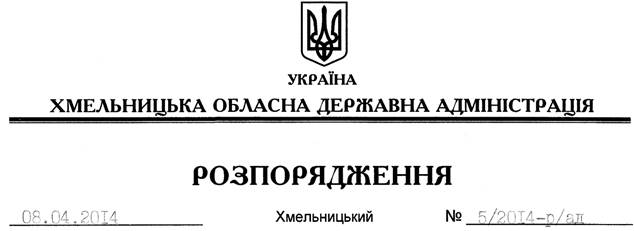 УКРАЇНА
ХМЕЛЬНИЦЬКА ОБЛАСНА ДЕРЖАВНА АДМІНІСТРАЦІЯ
РОЗПОРЯДЖЕННЯ
08.04.2014 Хмельницький № 5/2014-р/ад